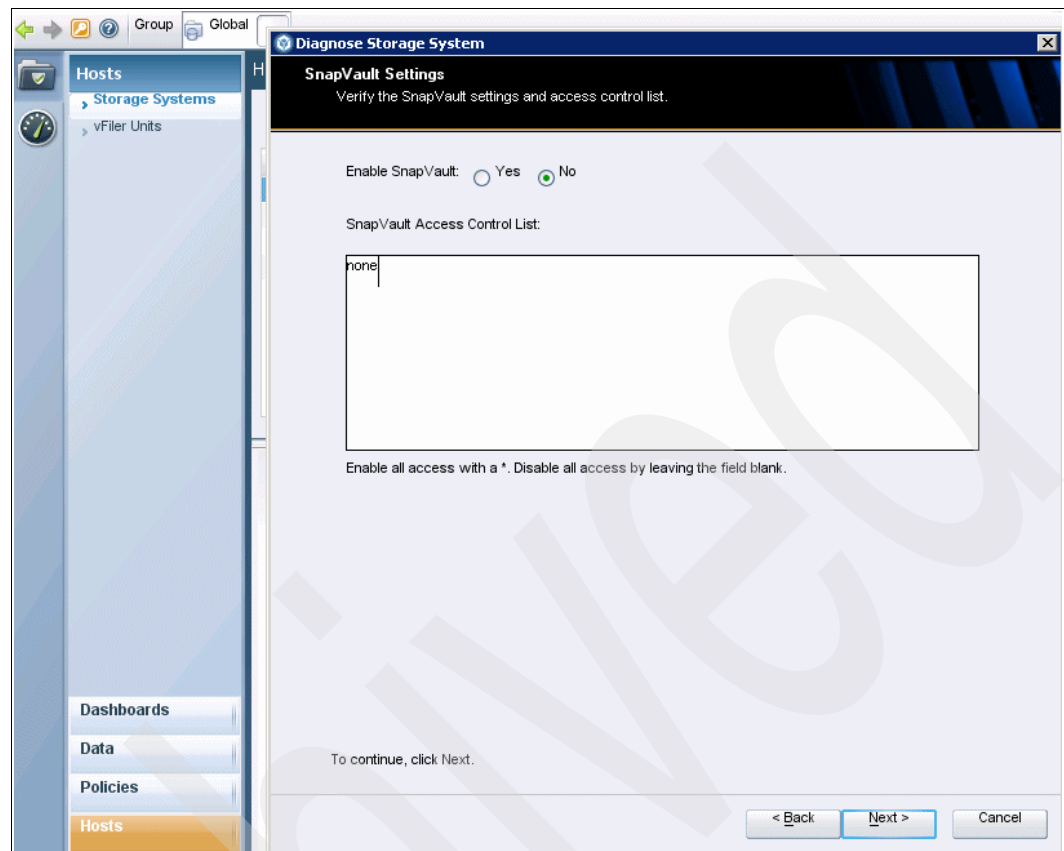 Group
Global
Hosts
Storage Systems
vFiler Units
H
Diagnose Storage System
SnapVault Settings
Verify the SnapVault settings and access control list.
Enable SnapVault:
Yes
No
SnapVault Access Control List:
none
Enable all access with a *. Disable all access by leaving the field blank.
To continue, click Next.
Dashboards
Data
Policies
Hosts
< Back
Next >
Cancel